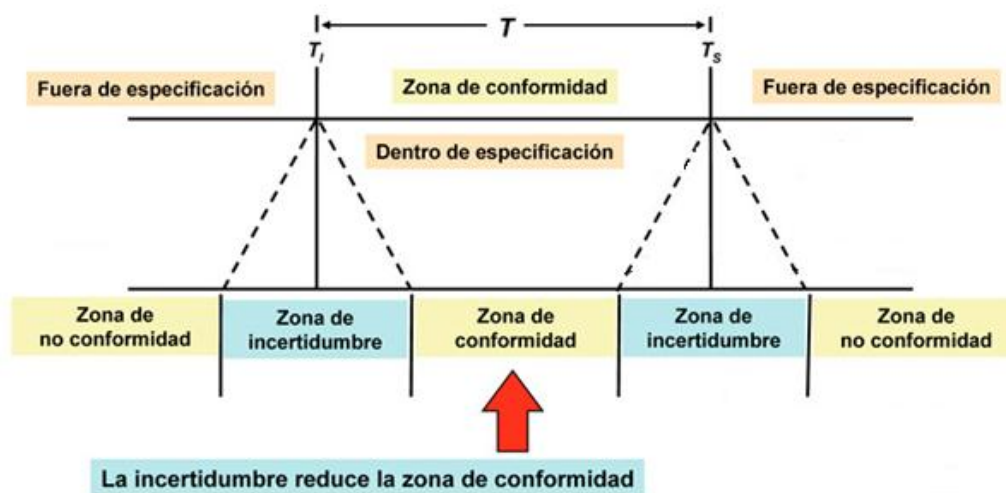 T
T_I
T_S
Fuera de especificación
Zona de conformidad
Fuera de especificación
Dentro de especificación
Zona de
no conformidad
Zona de
incertidumbre
Zona de
conformidad
Zona de
incertidumbre
Zona de
no conformidad
La incertidumbre reduce la zona de conformidad